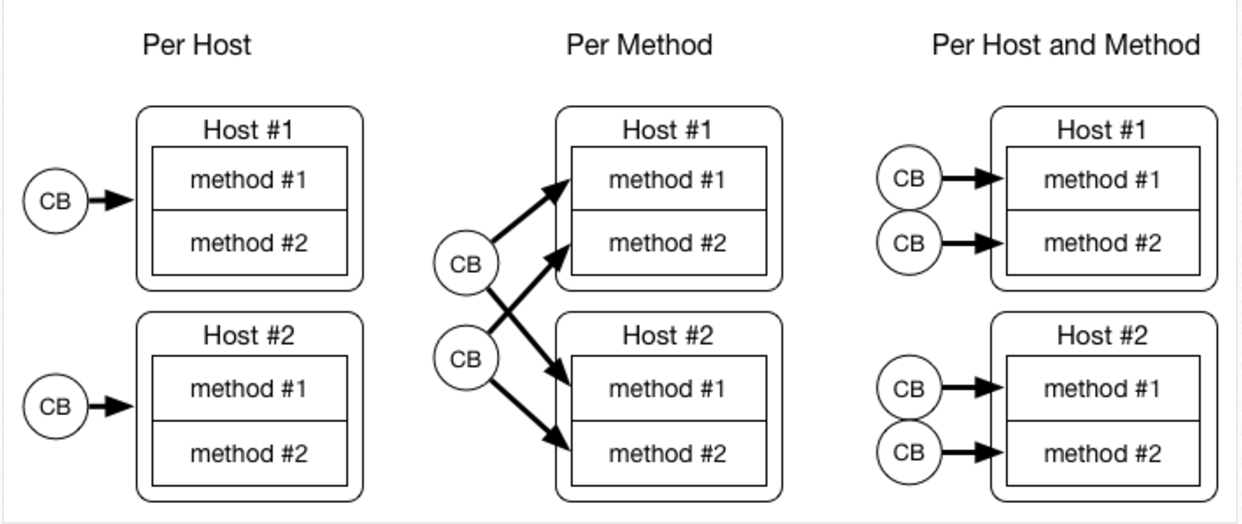 Per Host
CB
Host #1
method #1
method #2
CB
Host #2
method #1
method #2
Per Method
CB
CB
Host #1
method #1
method #2
Host #2
method #1
method #2
Per Host and Method
CB
CB
Host #1
method #1
method #2
CB
CB
Host #2
method #1
method #2